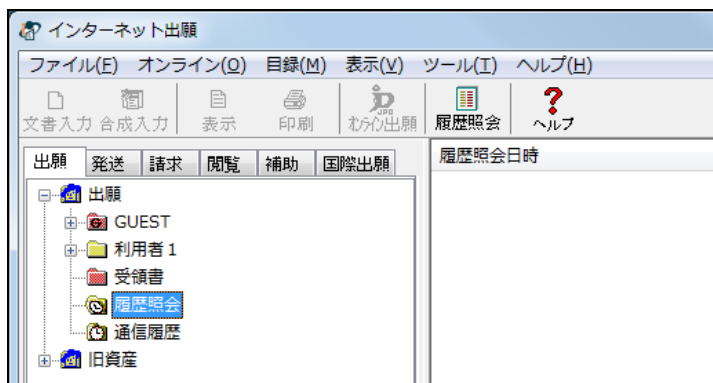 インターネット出願
ファイル(F) オンライン(O) 目録(M) 表示(V) ツール(T) ヘルプ(H)
文書入力 合成入力 表示 印刷 オンライン出願 履歴照会 ヘルプ
出願 発送 請求 閲覧 補助 国際出願 履歴照会日時
出願
GUEST
利用者1
受領書
履歴照会
通信履歴
旧資産